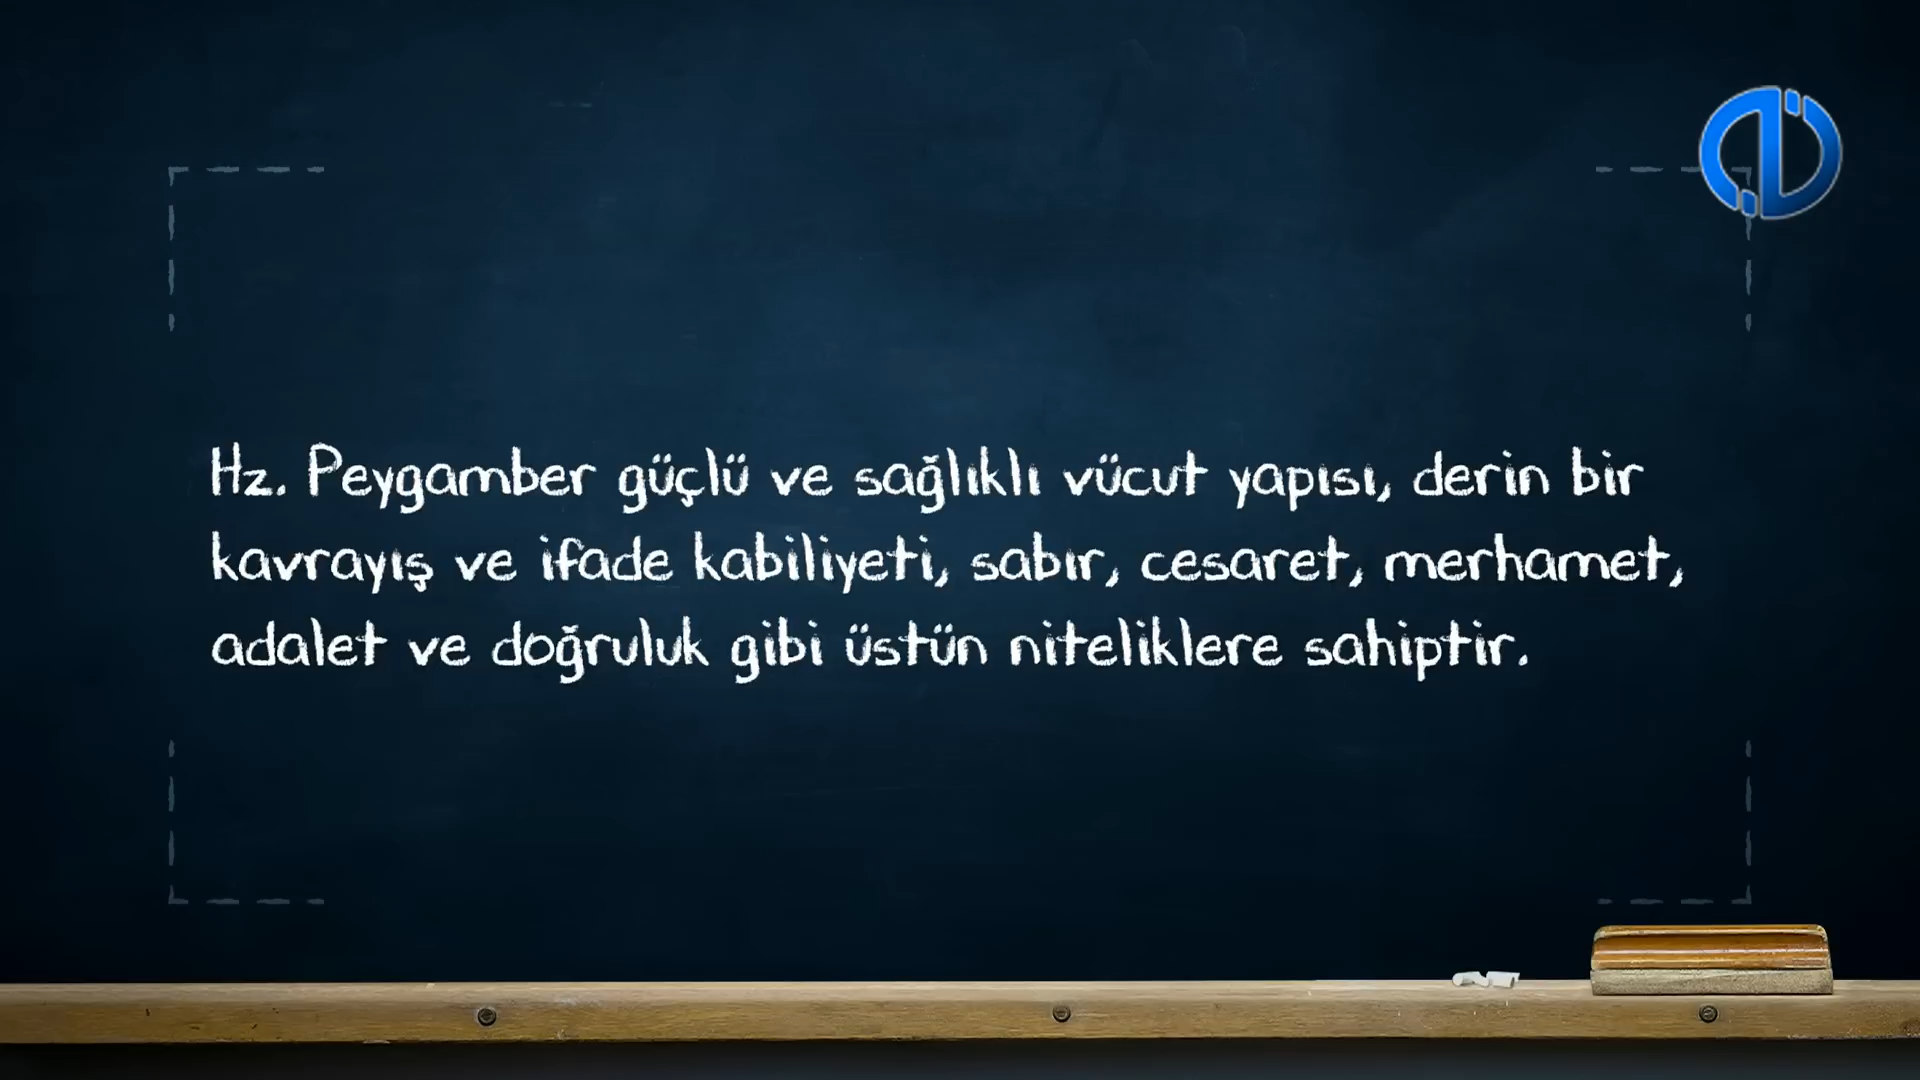 Hz. Peygamber güçlü ve sağlıklı vücut yapısı, derin bir
kavrayış ve ifade kabiliyeti, sabır, cesaret, merhamet,
adalet ve doğruluk gibi üstün niteliklere sahiptir.